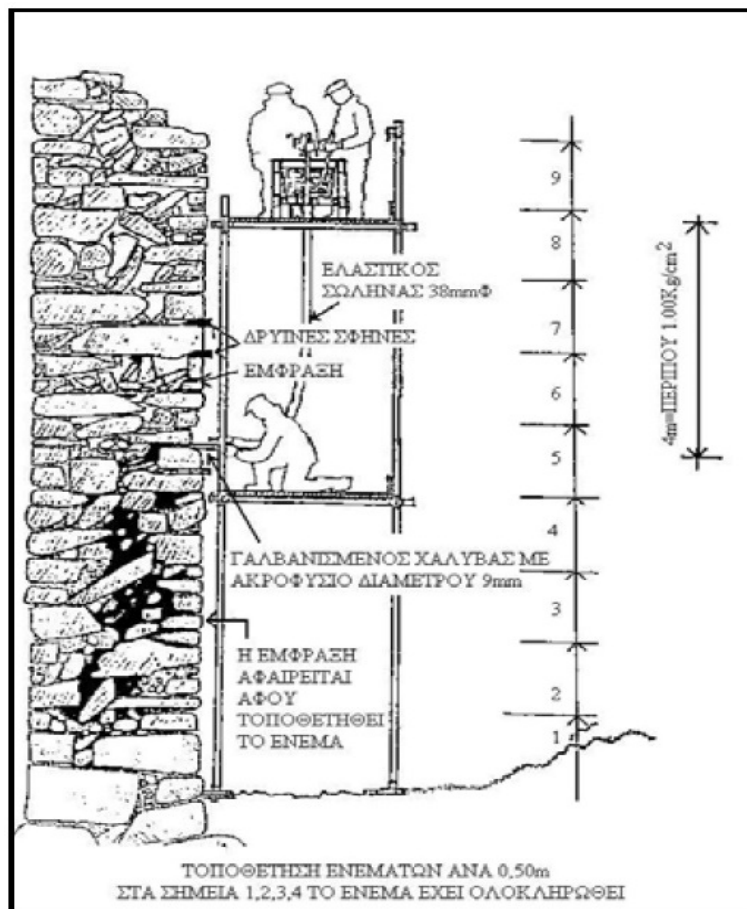 9
8
ΕΛΑΣΤΙΚΟΣ
ΣΩΛΗΝΑΣ 38mmΦ
7
ΔΡΥΙΝΕΣ ΣΦΗΝΕΣ
ΕΜΦΡΑΞΗ
6
4m=ΠΕΡΙΠΟΥ 1.00Kg/cm²
5
4
ΓΑΛΒΑΝΙΣΜΕΝΟΣ ΧΑΛΥΒΑΣ ΜΕ
ΑΚΡΟΦΥΣΙΟ ΔΙΑΜΕΤΡΟΥ 9mm
3
Η ΕΜΦΡΑΞΗ
ΑΦΑΙΡΕΙΤΑΙ
ΑΦΟΥ
ΤΟΠΟΘΕΤΗΘΕΙ
ΤΟ ΕΝΕΜΑ
2
1
ΤΟΠΟΘΕΤΗΣΗ ΕΝΕΜΑΤΩΝ ΑΝΑ 0,50m
ΣΤΑ ΣΗΜΕΙΑ 1,2,3,4 ΤΟ ΕΝΕΜΑ ΕΧΕΙ ΟΛΟΚΛΗΡΩΘΕΙ